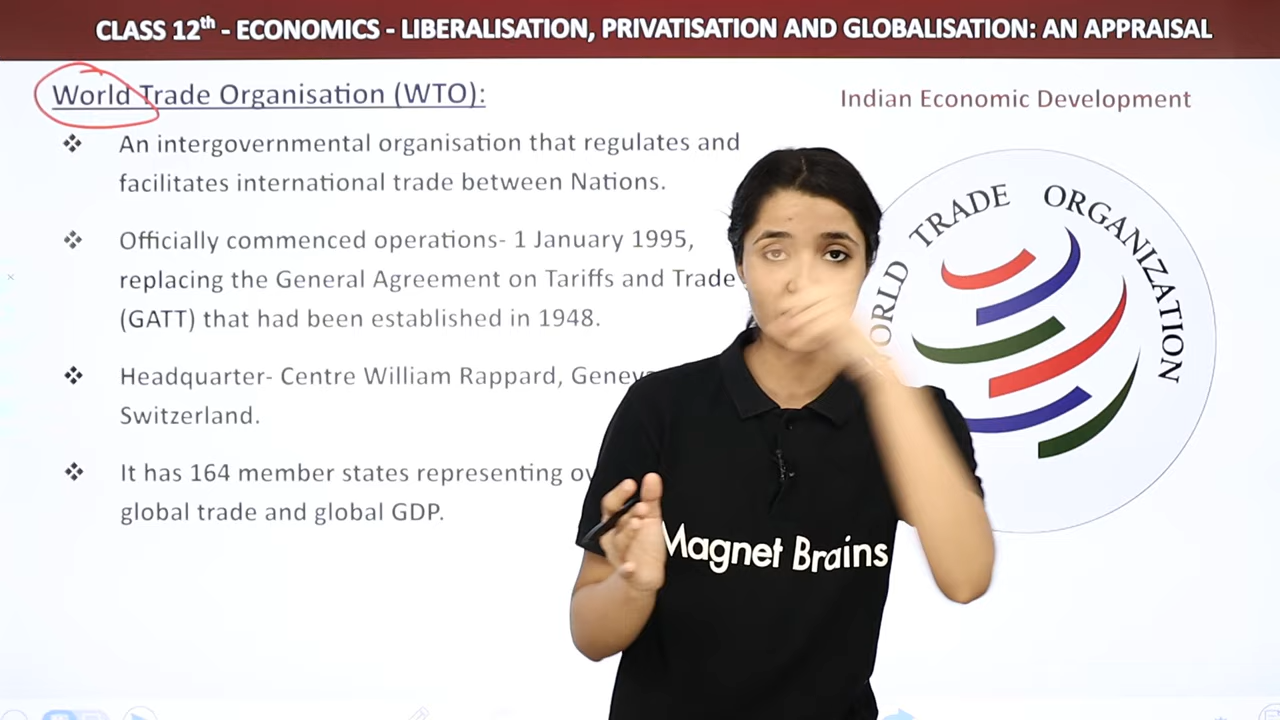 CLASS 12th - ECONOMICS - LIBERALISATION, PRIVATISATION AND GLOBALISATION: AN APPRAISAL
World Trade Organisation (WTO):
Indian Economic Development
An intergovernmental organisation that regulates and
facilitates international trade between Nations.
Officially commenced operations- 1 January 1995,
replacing the General Agreement on Tariffs and Trade
(GATT) that had been established in 1948.
Headquarter- Centre William Rappard,
Switzerland.
It has 164 member states representing
global trade and global GDP.
WORLD TRADE ORGANIZATION
Magnet Brains